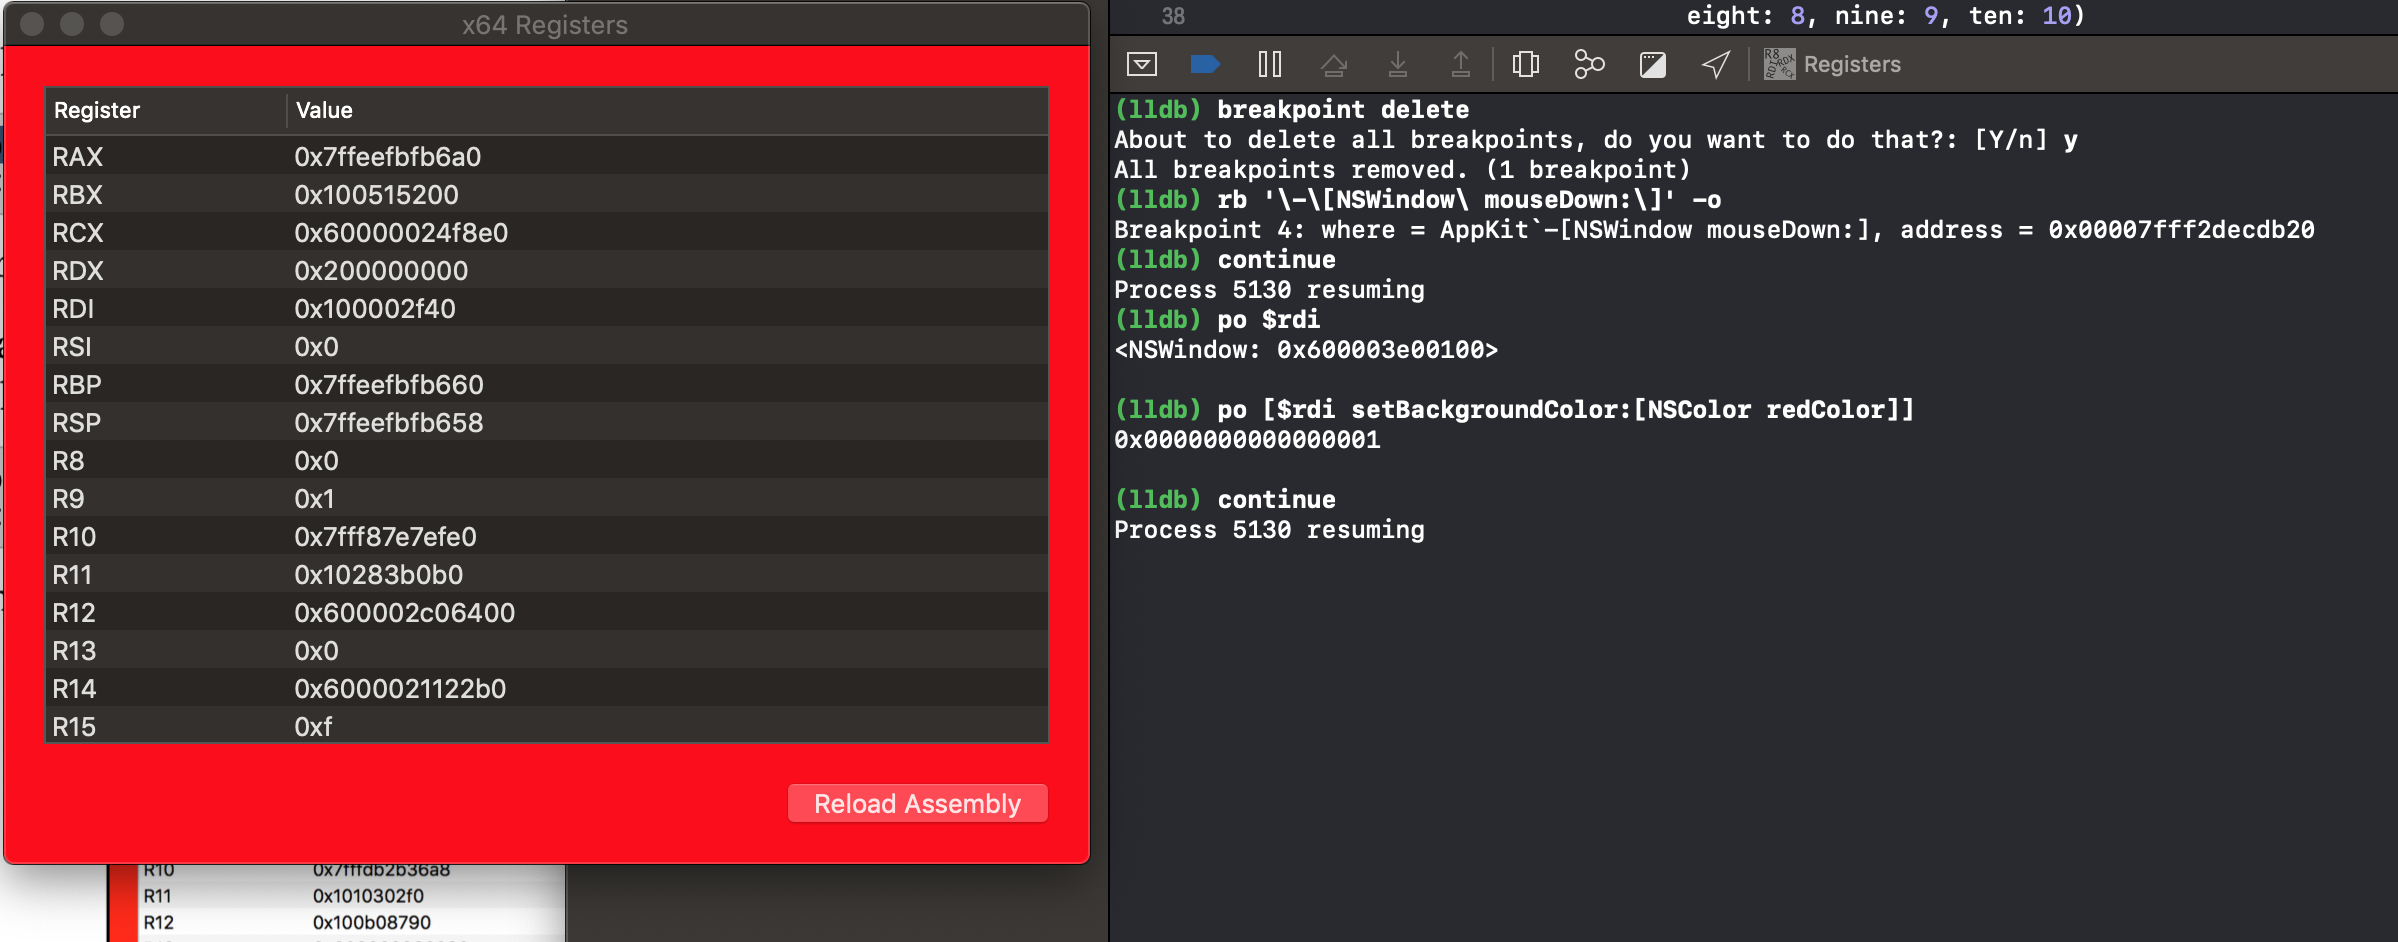 x64 Registers
Register Value
RAX 0x7ffeefbfb6a0
RBX 0x100515200
RCX 0x60000024f8e0
RDX 0x200000000
RDI 0x100002f40
RSI 0x0
RBP 0x7ffeefbfb660
RSP 0x7ffeefbfb658
R8 0x0
R9 0x1
R10 0x7fff87e7efe0
R11 0x10283b0b0
R12 0x600002c06400
R13 0x0
R14 0x6000021122b0
R15 0xf
Reload Assembly
R10 0x7fffdb2b36a8
R11 0x1010302f0
R12 0x100b08790
38 eight: 8, nine: 9, ten: 10)
Registers
(lldb) breakpoint delete
About to delete all breakpoints, do you want to do that?: [Y/n] y
All breakpoints removed. (1 breakpoint)
(lldb) rb '\-\[NSWindow\ mouseDown:\]' -o
Breakpoint 4: where = AppKit`-[NSWindow mouseDown:], address = 0x00007fff2decdb20
(lldb) continue
Process 5130 resuming
(lldb) po $rdi
<NSWindow: 0x600003e00100>
(lldb) po [$rdi setBackgroundColor:[NSColor redColor]]
0x0000000000000001
(lldb) continue
Process 5130 resuming